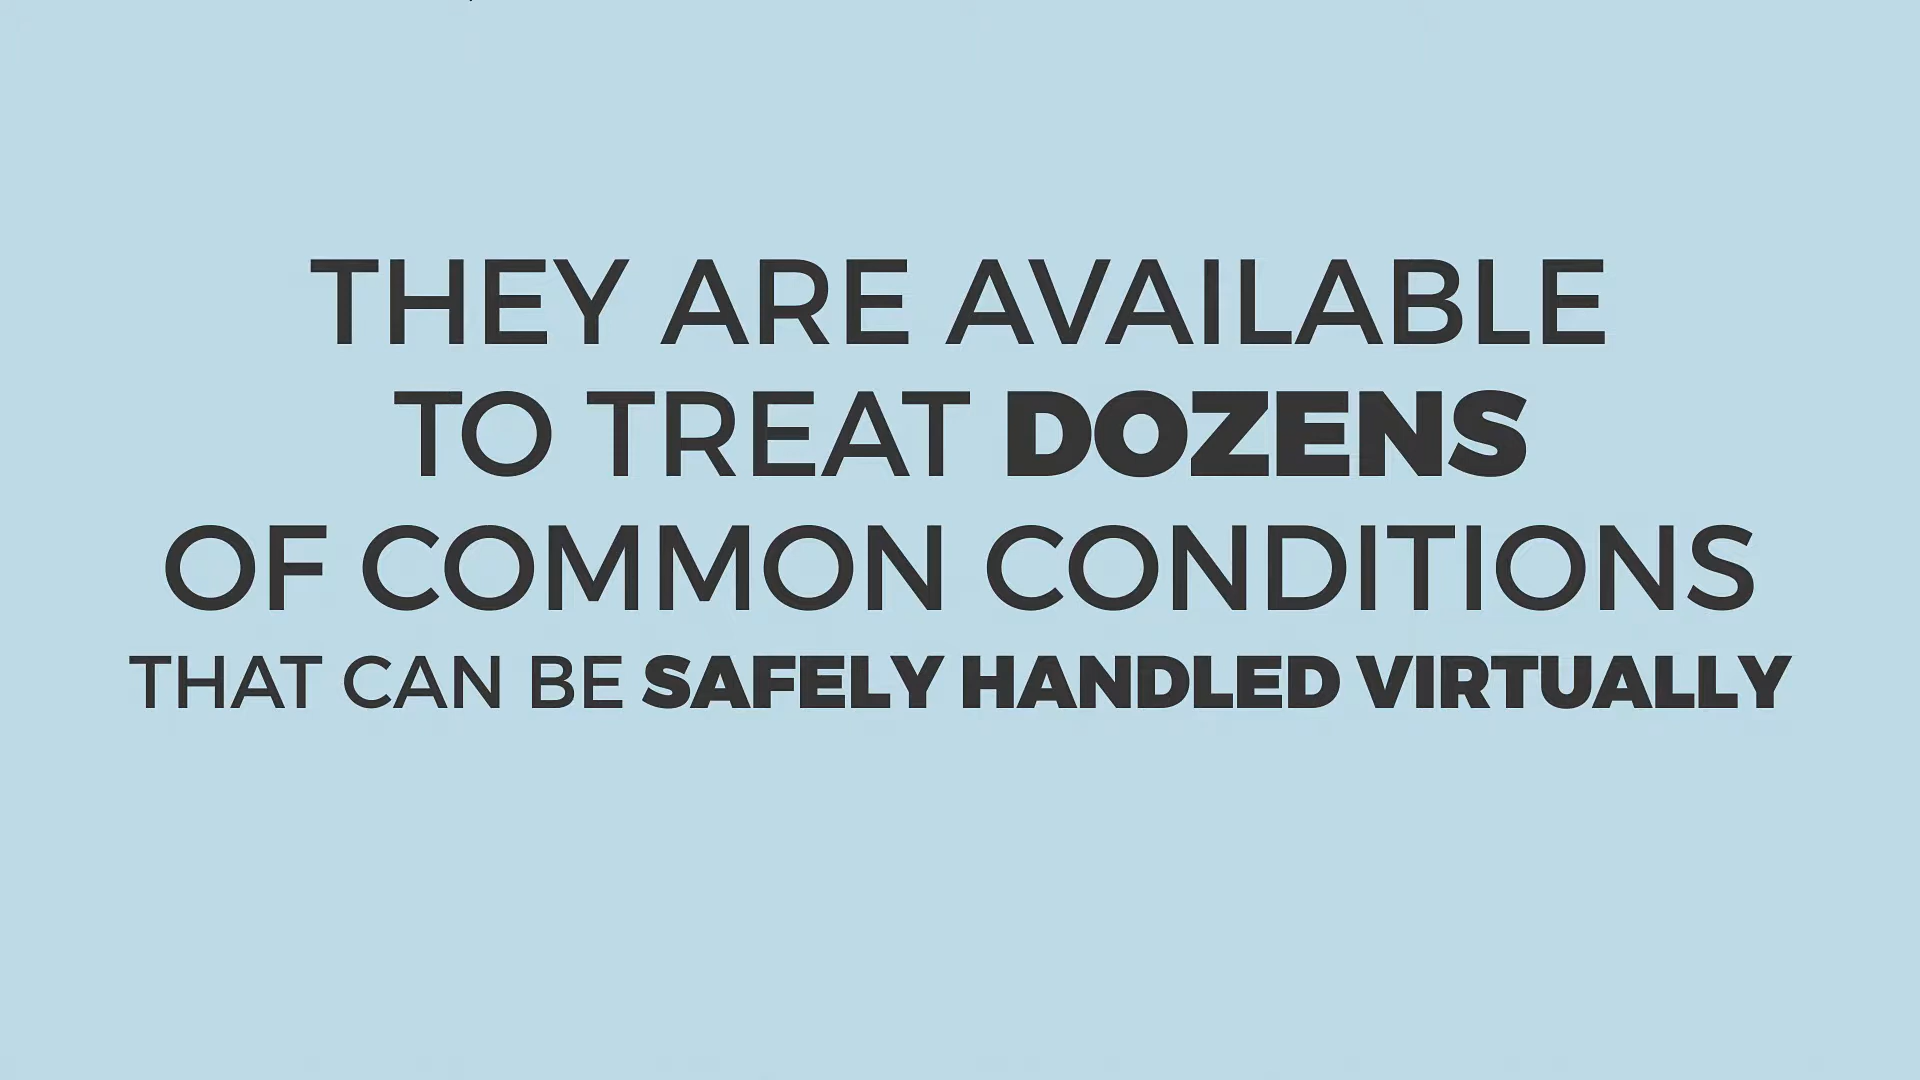 THEY ARE AVAILABLE
TO TREAT DOZENS
OF COMMON CONDITIONS
THAT CAN BE SAFELY HANDLED VIRTUALLY